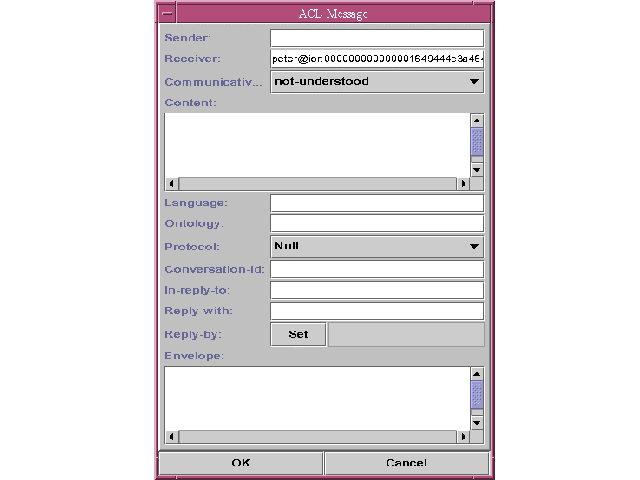 ACL Message
Sender:
Receiver: peter@ior:000000000000001649444c3a464
Communicativ... not-understood
Content:
Language:
Ontology:
Protocol: Null
Conversation-id:
In-reply-to:
Reply with:
Reply-by: Set
Envelope:
OK Cancel